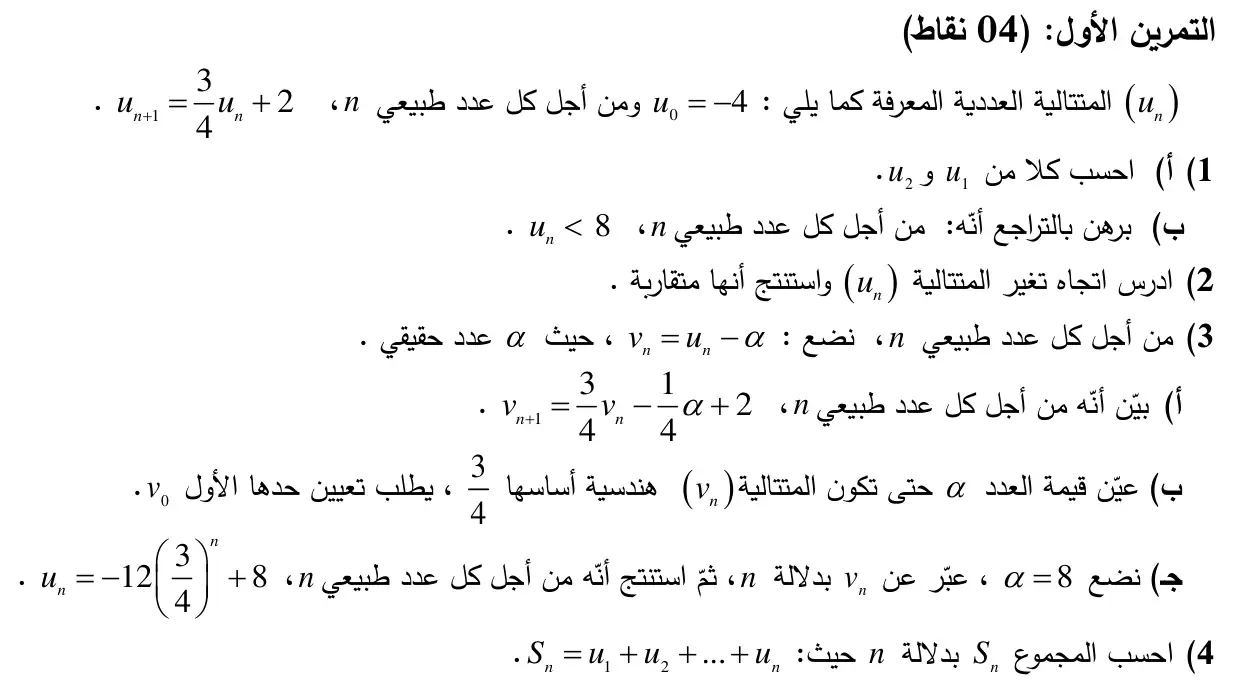 التمرين الأول: (04 نقاط)
(uₙ) المتتالية العددية المعرفة كما يلي : u₀ = −4 ومن أجل كل عدد طبيعي n ، uₙ₊₁ = 3/4 uₙ + 2 .
1) أ) احسب كلا من u₁ و u₂ .
ب) برهن بالتراجع أنّه: من أجل كل عدد طبيعي n ، uₙ < 8 .
2) ادرس اتجاه تغير المتتالية (uₙ) واستنتج أنها متقاربة .
3) من أجل كل عدد طبيعي n ، نضع : vₙ = uₙ − α ، حيث α عدد حقيقي .
أ) بيّن أنّه من أجل كل عدد طبيعي n ، vₙ₊₁ = 3/4 vₙ − 1/4 α + 2 .
ب) عيّن قيمة العدد α حتى تكون المتتالية (vₙ) هندسية أساسها 3/4 ، يطلب تعيين حدها الأول v₀ .
جـ) نضع α = 8 ، عبّر عن vₙ بدلالة n ، ثمّ استنتج أنّه من أجل كل عدد طبيعي n ، uₙ = −12(3/4)ⁿ + 8 .
4) احسب المجموع Sₙ بدلالة n حيث: Sₙ = u₁ + u₂ + ... + uₙ .